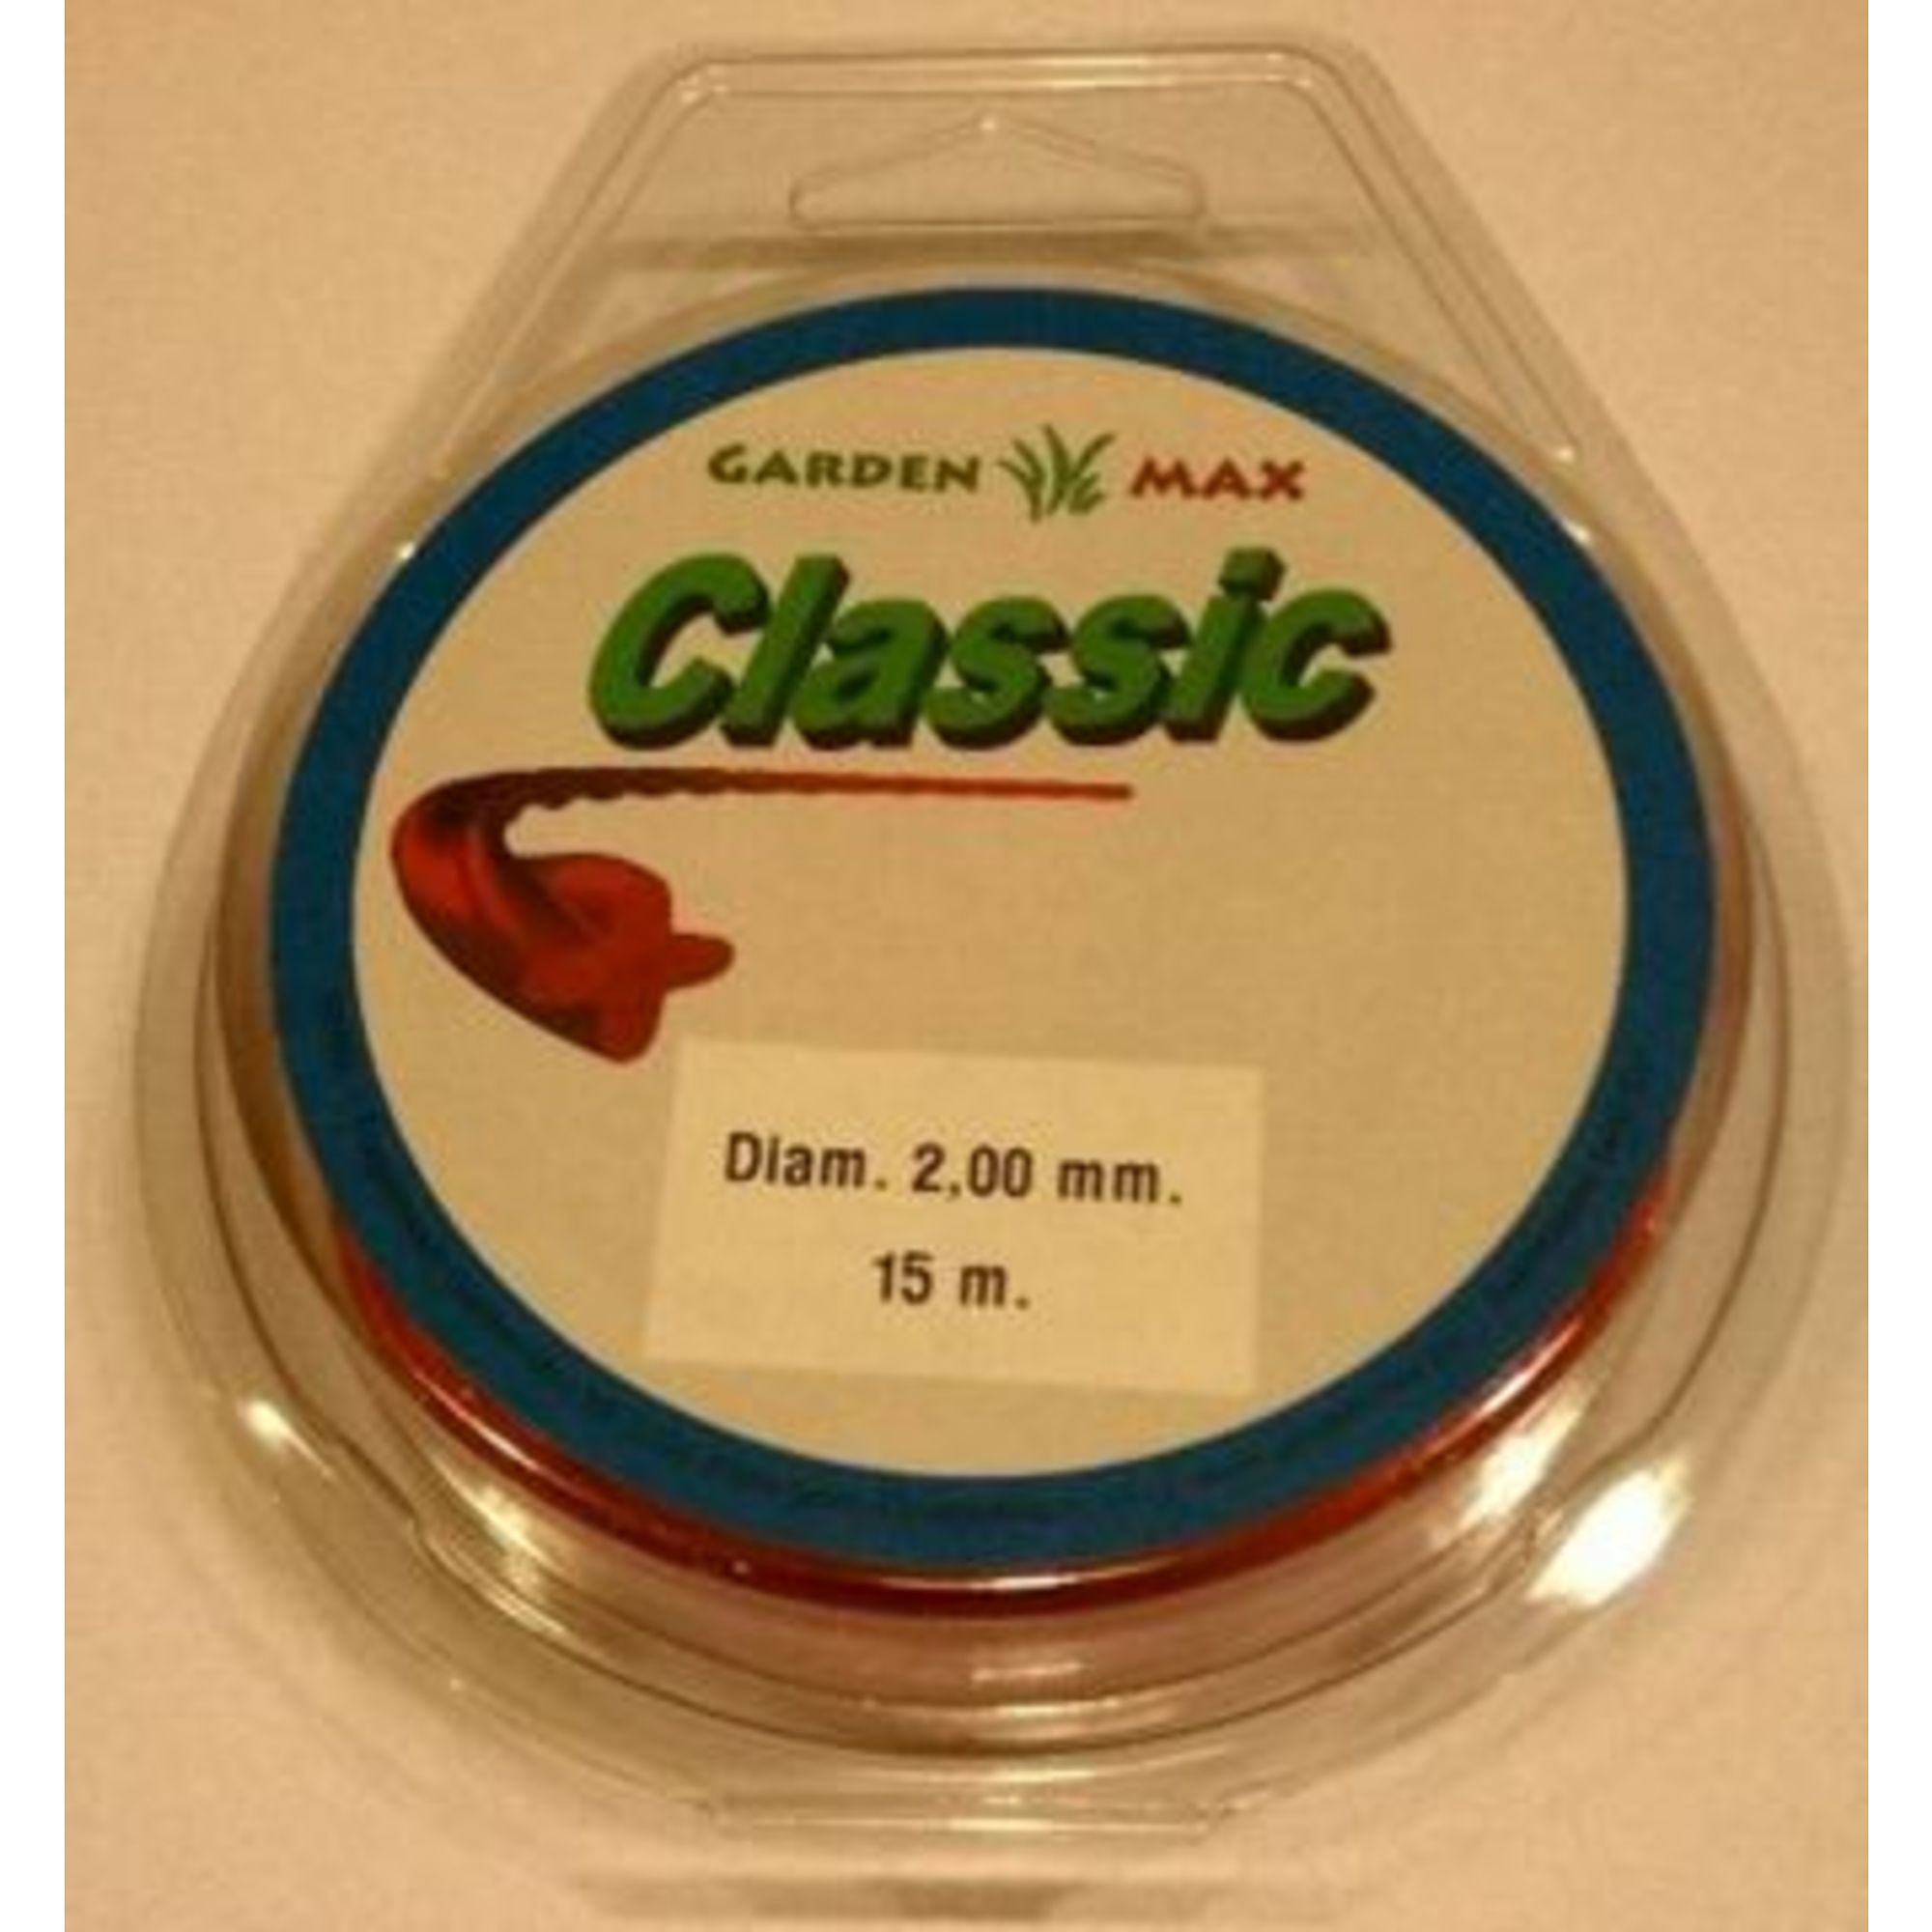 GARDEN MAX
Classic
Diam. 2,00 mm.
15 m.